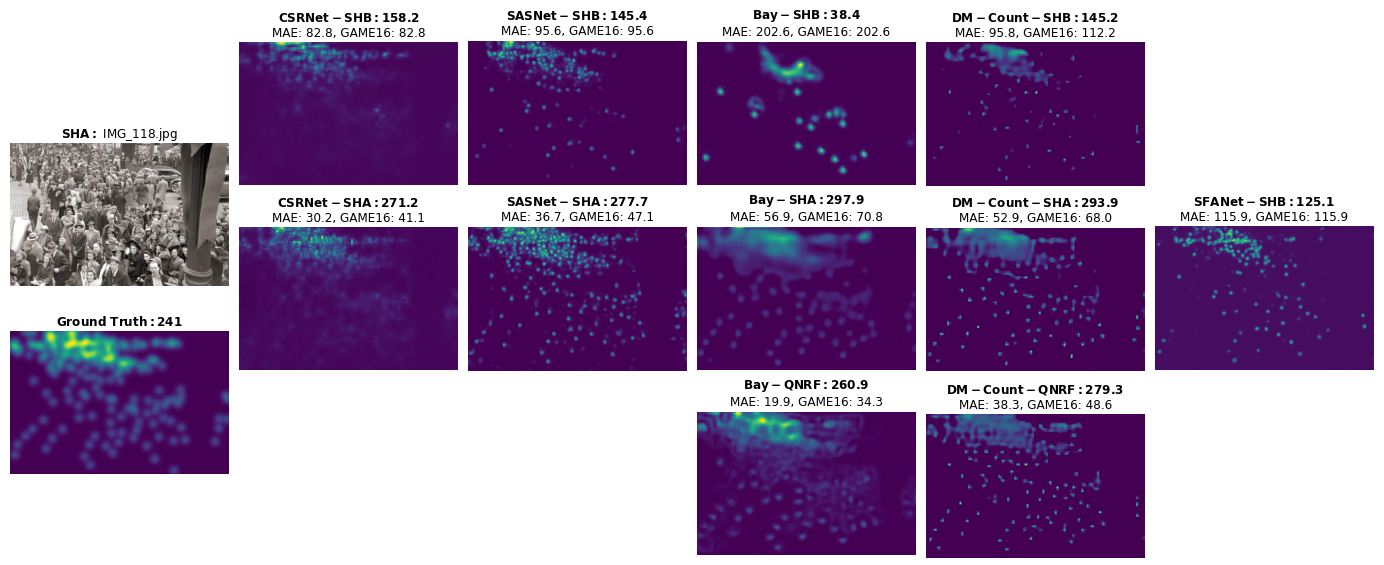 CSRNet − SHB : 158.2
MAE: 82.8, GAME16: 82.8
SASNet − SHB : 145.4
MAE: 95.6, GAME16: 95.6
Bay − SHB : 38.4
MAE: 202.6, GAME16: 202.6
DM − Count − SHB : 145.2
MAE: 95.8, GAME16: 112.2
SHA : IMG_118.jpg
CSRNet − SHA : 271.2
MAE: 30.2, GAME16: 41.1
SASNet − SHA : 277.7
MAE: 36.7, GAME16: 47.1
Bay − SHA : 297.9
MAE: 56.9, GAME16: 70.8
DM − Count − SHA : 293.9
MAE: 52.9, GAME16: 68.0
SFANet − SHB : 125.1
MAE: 115.9, GAME16: 115.9
Ground Truth : 241
Bay − QNRF : 260.9
MAE: 19.9, GAME16: 34.3
DM − Count − QNRF : 279.3
MAE: 38.3, GAME16: 48.6